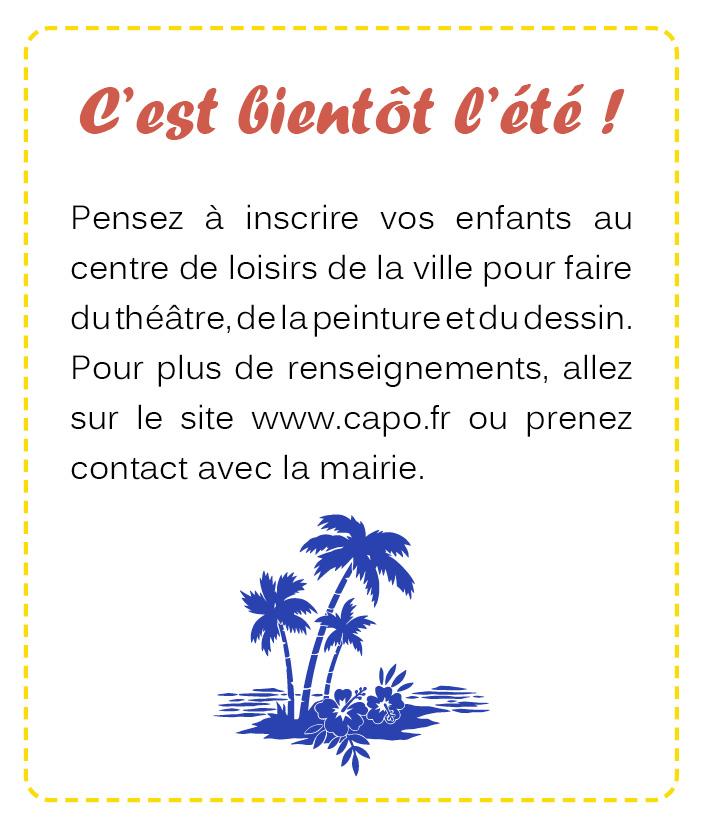 C'est bientôt l'été !
Pensez à inscrire vos enfants au
centre de loisirs de la ville pour faire
du théâtre, de la peinture et du dessin.
Pour plus de renseignements, allez
sur le site www.capo.fr ou prenez
contact avec la mairie.